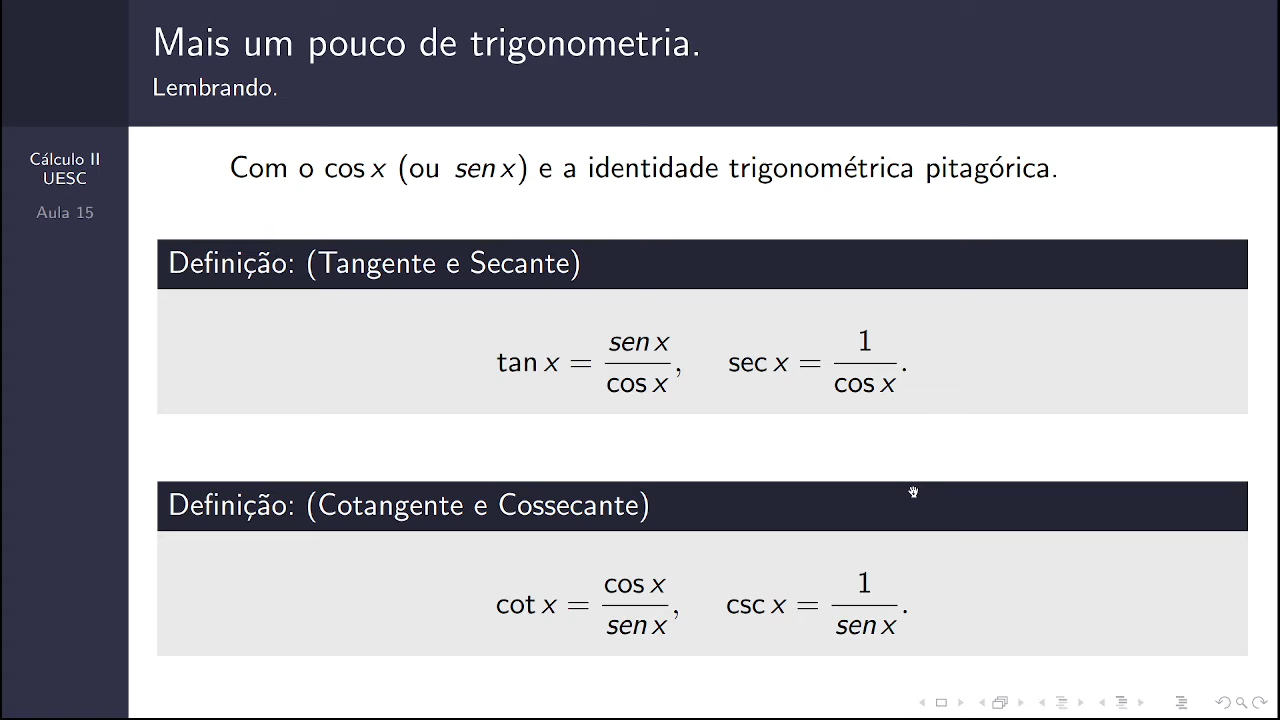 Mais um pouco de trigonometria.
Lembrando.
Cálculo II
UESC
Aula 15
Com o cos x (ou sen x) e a identidade trigonométrica pitagórica.
Definição: (Tangente e Secante)
tan x = sen x / cos x, sec x = 1 / cos x.
Definição: (Cotangente e Cossecante)
cot x = cos x / sen x, csc x = 1 / sen x.